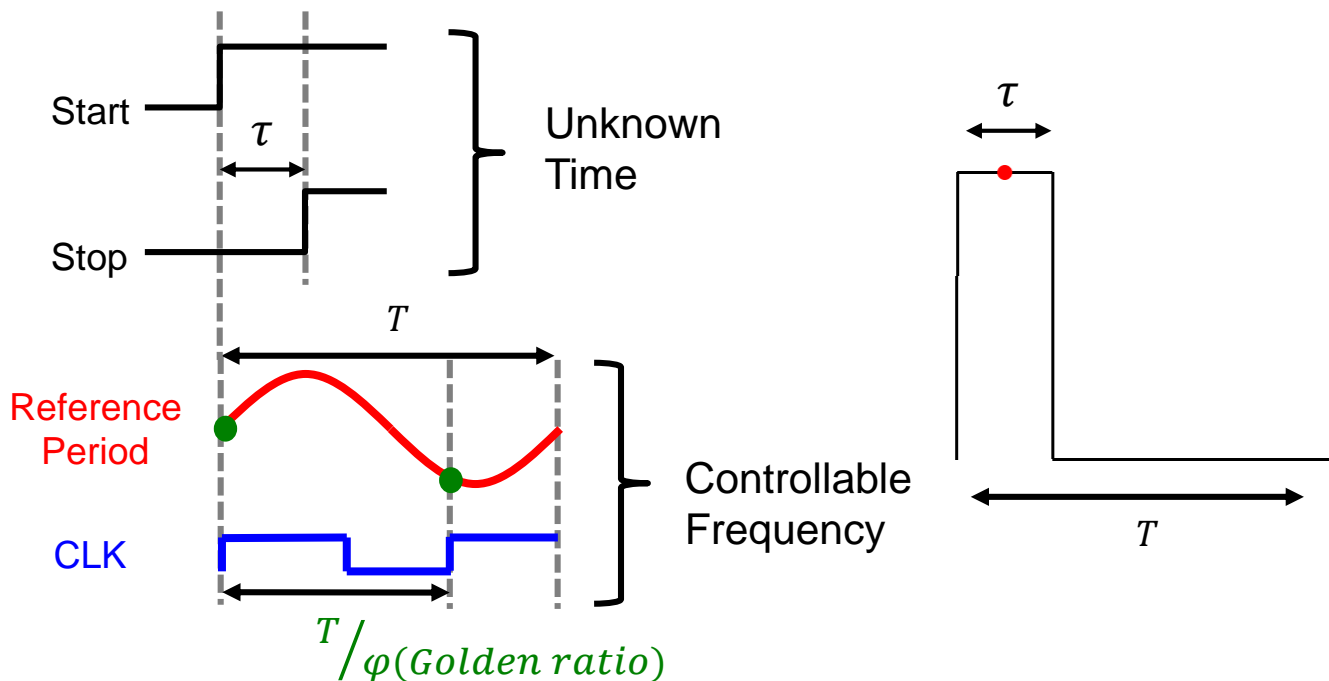 Start
τ
Stop
Unknown
Time
T
Reference
Period
CLK
T/φ(Golden ratio)
Controllable
Frequency
τ
T